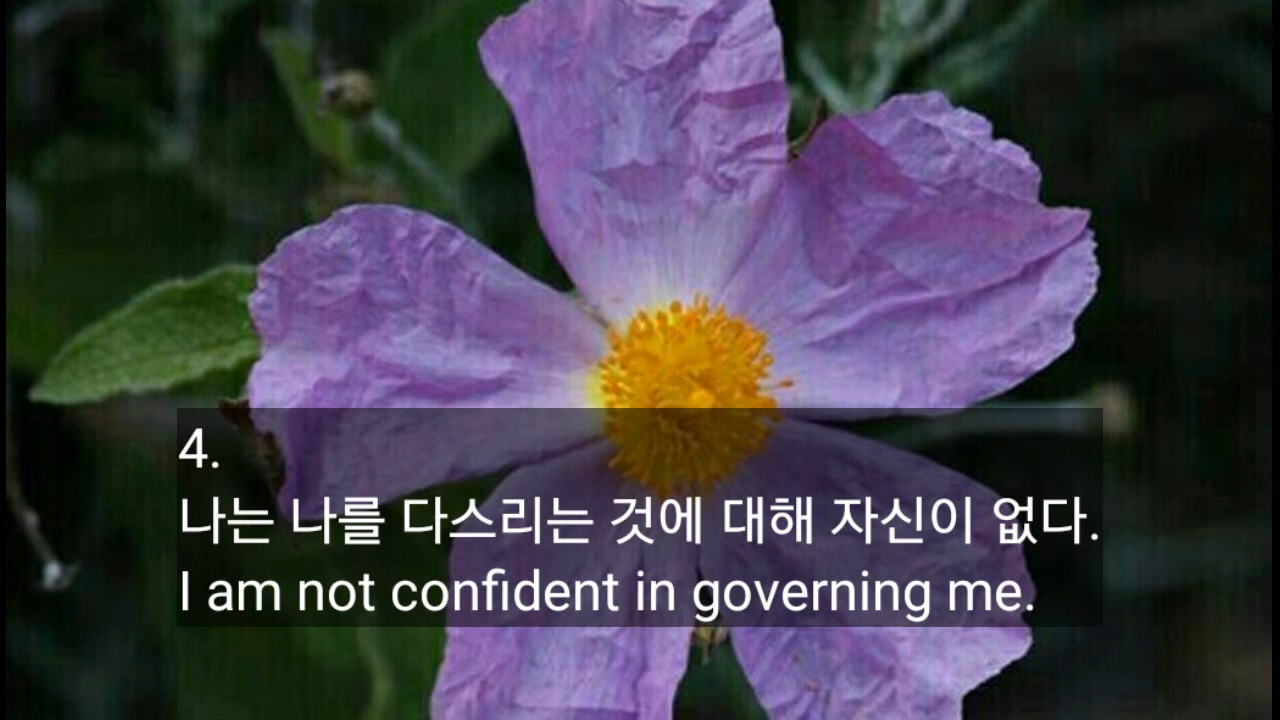 4.
나는 나를 다스리는 것에 대해 자신이 없다.
I am not confident in governing me.